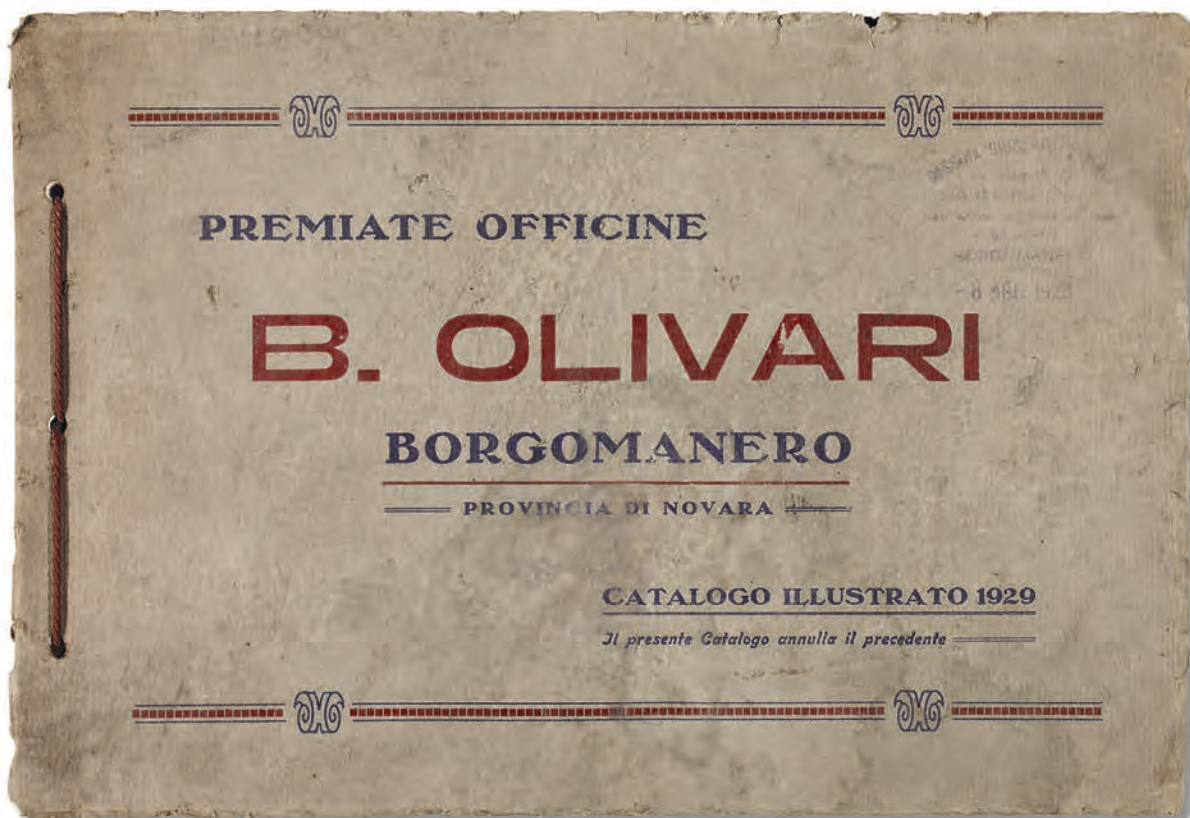 PREMIATE OFFICINE
B. OLIVARI
BORGOMANERO
PROVINCIA DI NOVARA
CATALOGO ILLUSTRATO 1929
Il presente Catalogo annulla il precedente